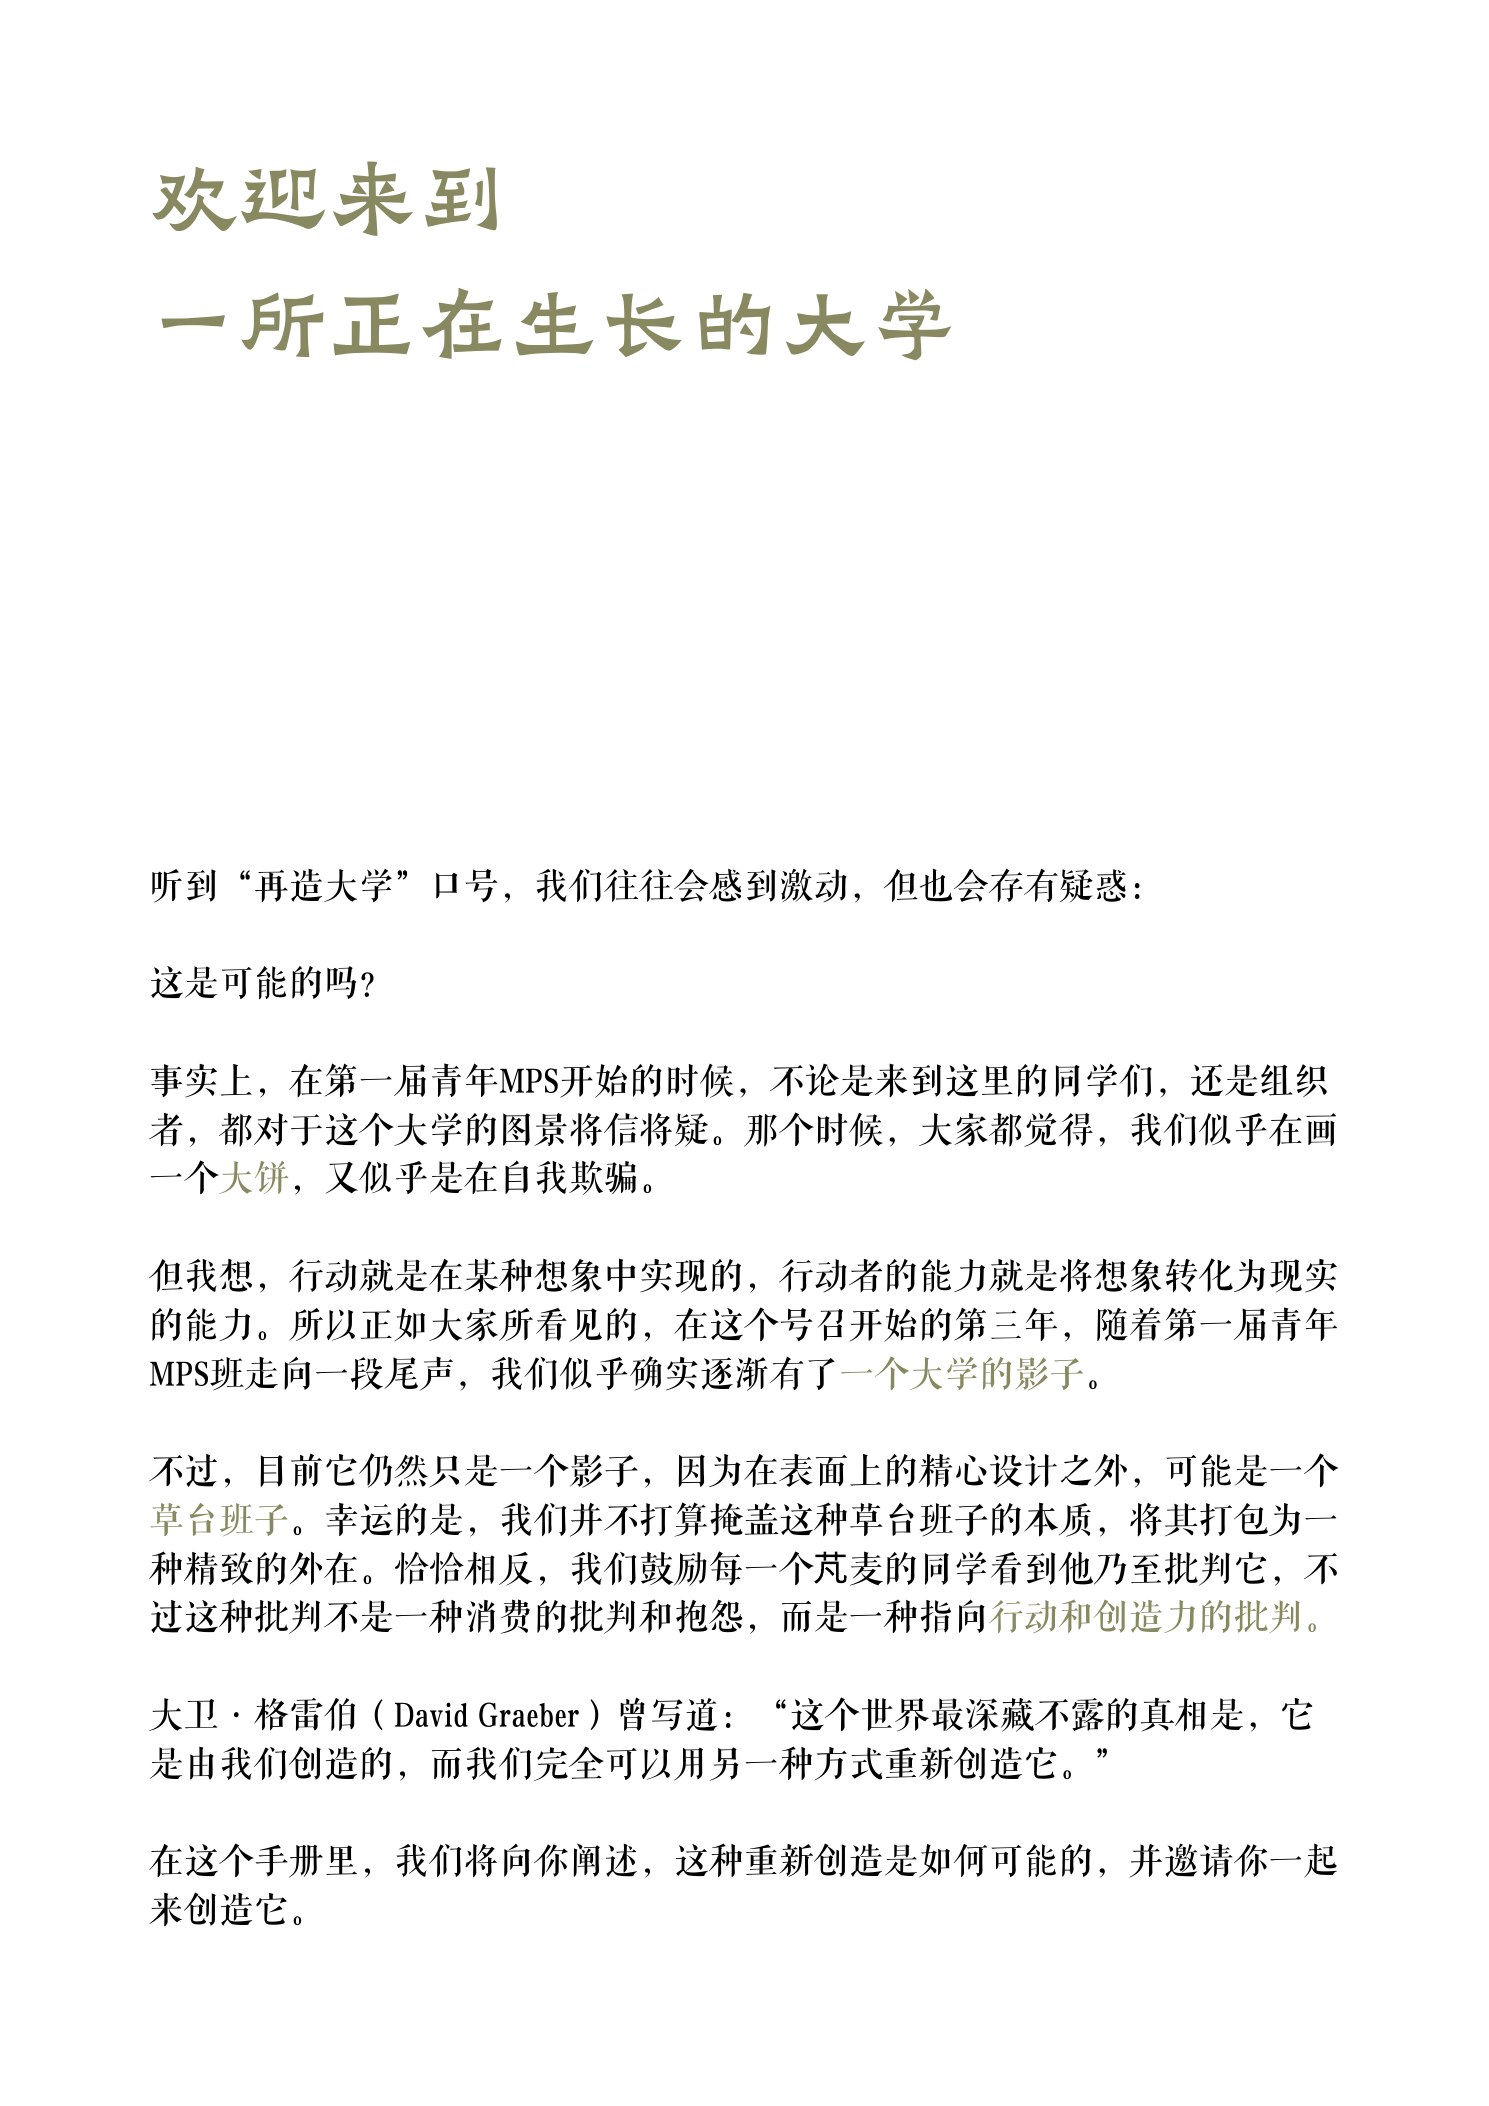 欢迎来到
一所正在生长的大学
听到“再造大学”口号，我们往往会感到激动，但也会存有疑惑：
这是可能的吗？
事实上，在第一届青年MPS开始的时候，不论是来到这里的同学们，还是组织
者，都对于这个大学的图景将信将疑。那个时候，大家都觉得，我们似乎在画
一个大饼，又似乎是在自我欺骗。
但我想，行动就是在某种想象中实现的，行动者的能力就是将想象转化为现实
的能力。所以正如大家所看见的，在这个号召开始的第三年，随着第一届青年
MPS班走向一段尾声，我们似乎确实逐渐有了一个大学的影子。
不过，目前它仍然只是一个影子，因为在表面上的精心设计之外，可能是一个
草台班子。幸运的是，我们并不打算掩盖这种草台班子的本质，将其打包为一
种精致的外在。恰恰相反，我们鼓励每一个芃麦的同学看到他乃至批判它，不
过这种批判不是一种消费的批判和抱怨，而是一种指向行动和创造力的批判。
大卫·格雷伯（David Graeber）曾写道：“这个世界最深藏不露的真相是，它
是由我们创造的，而我们完全可以用另一种方式重新创造它。”
在这个手册里，我们将向你阐述，这种重新创造是如何可能的，并邀请你一起
来创造它。